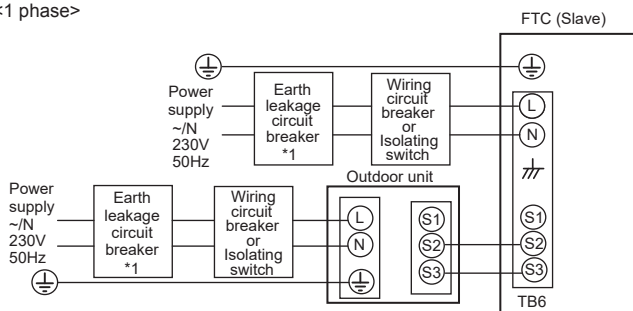 <1 phase>
FTC (Slave)
Power
supply
~/N
230V
50Hz
Earth
leakage
circuit
breaker
*1
Wiring
circuit
breaker
or
Isolating
switch
L
N
Outdoor unit
Power
supply
~/N
230V
50Hz
Earth
leakage
circuit
breaker
*1
Wiring
circuit
breaker
or
Isolating
switch
L
N
S1
S2
S3
S1
S2
S3
TB6